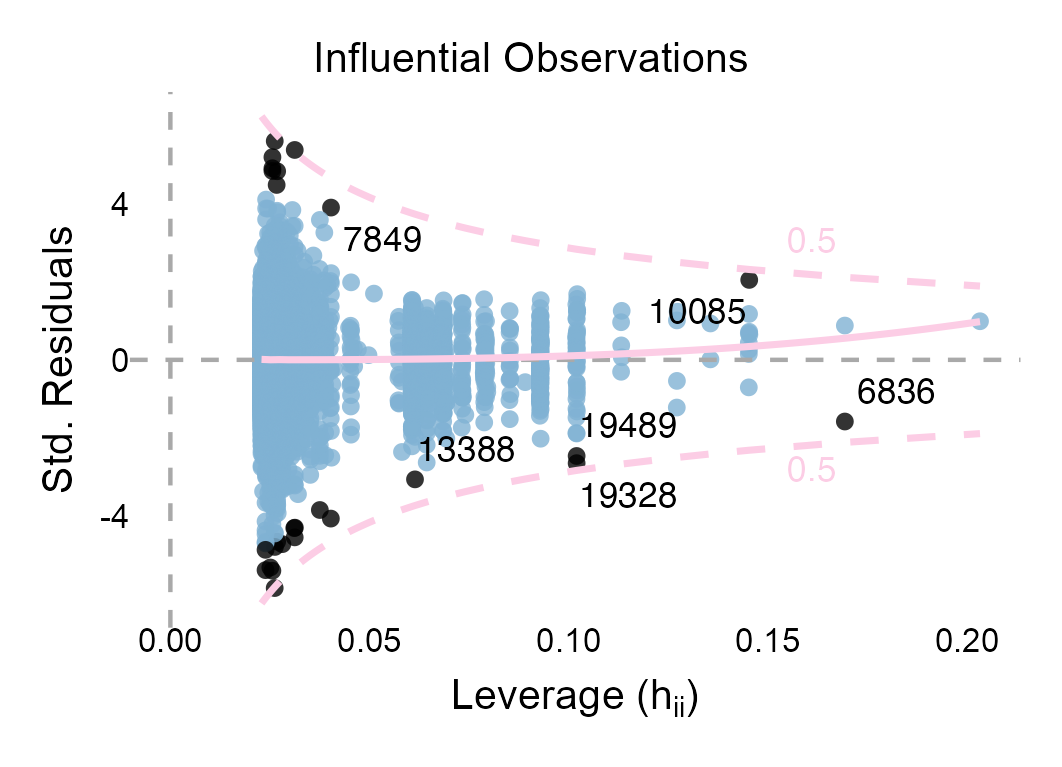 Influential Observations
Std. Residuals
4
0
-4
7849
10085
0.5
6836
19489
13388
0.5
19328
0.00 0.05 0.10 0.15 0.20
Leverage (hii)